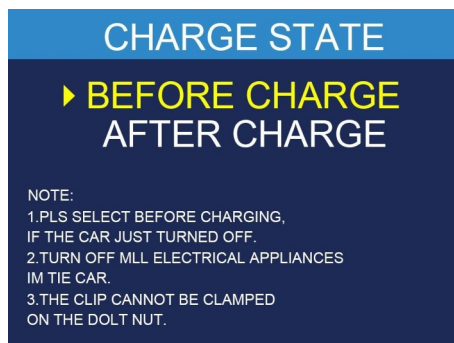 CHARGE STATE
BEFORE CHARGE
AFTER CHARGE
NOTE:
1.PLS SELECT BEFORE CHARGING,
IF THE CAR JUST TURNED OFF.
2.TURN OFF MLL ELECTRICAL APPLIANCES
IM TIE CAR.
3.THE CLIP CANNOT BE CLAMPED
ON THE DOLT NUT.